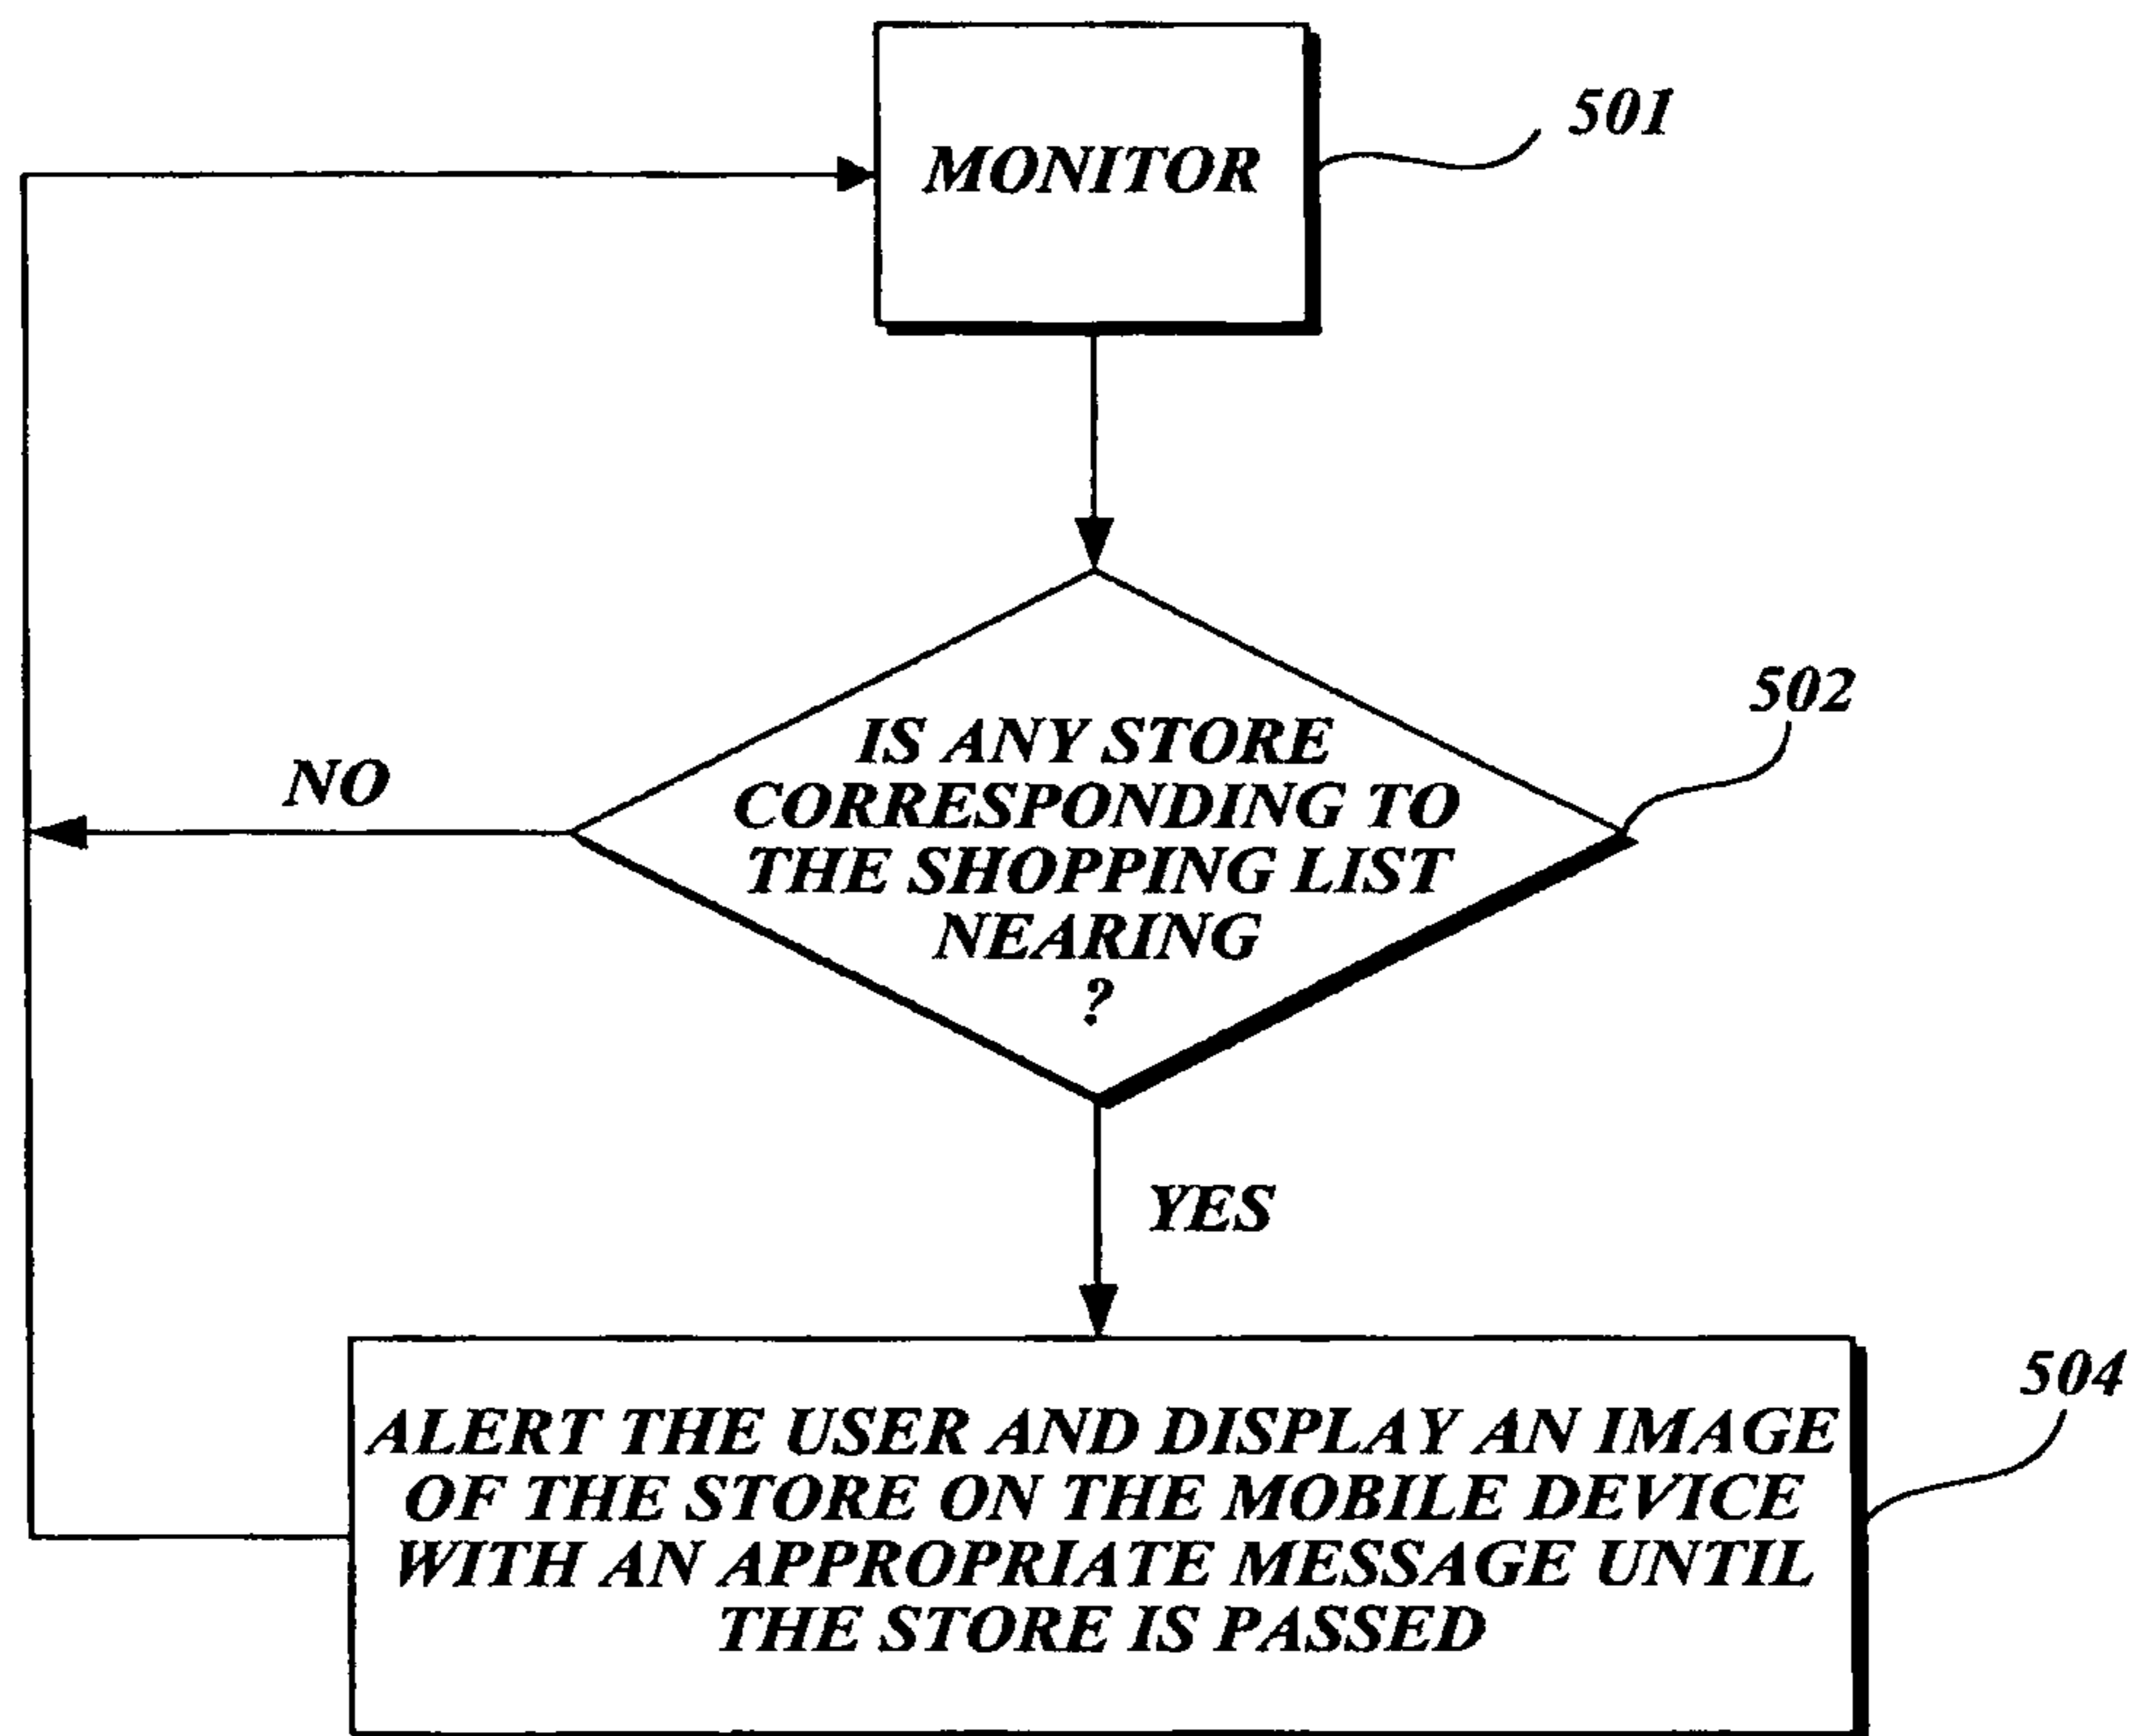 MONITOR
501
IS ANY STORE
CORRESPONDING TO
THE SHOPPING LIST
NEARING
?
502
NO
YES
ALERT THE USER AND DISPLAY AN IMAGE
OF THE STORE ON THE MOBILE DEVICE
WITH AN APPROPRIATE MESSAGE UNTIL
THE STORE IS PASSED
504